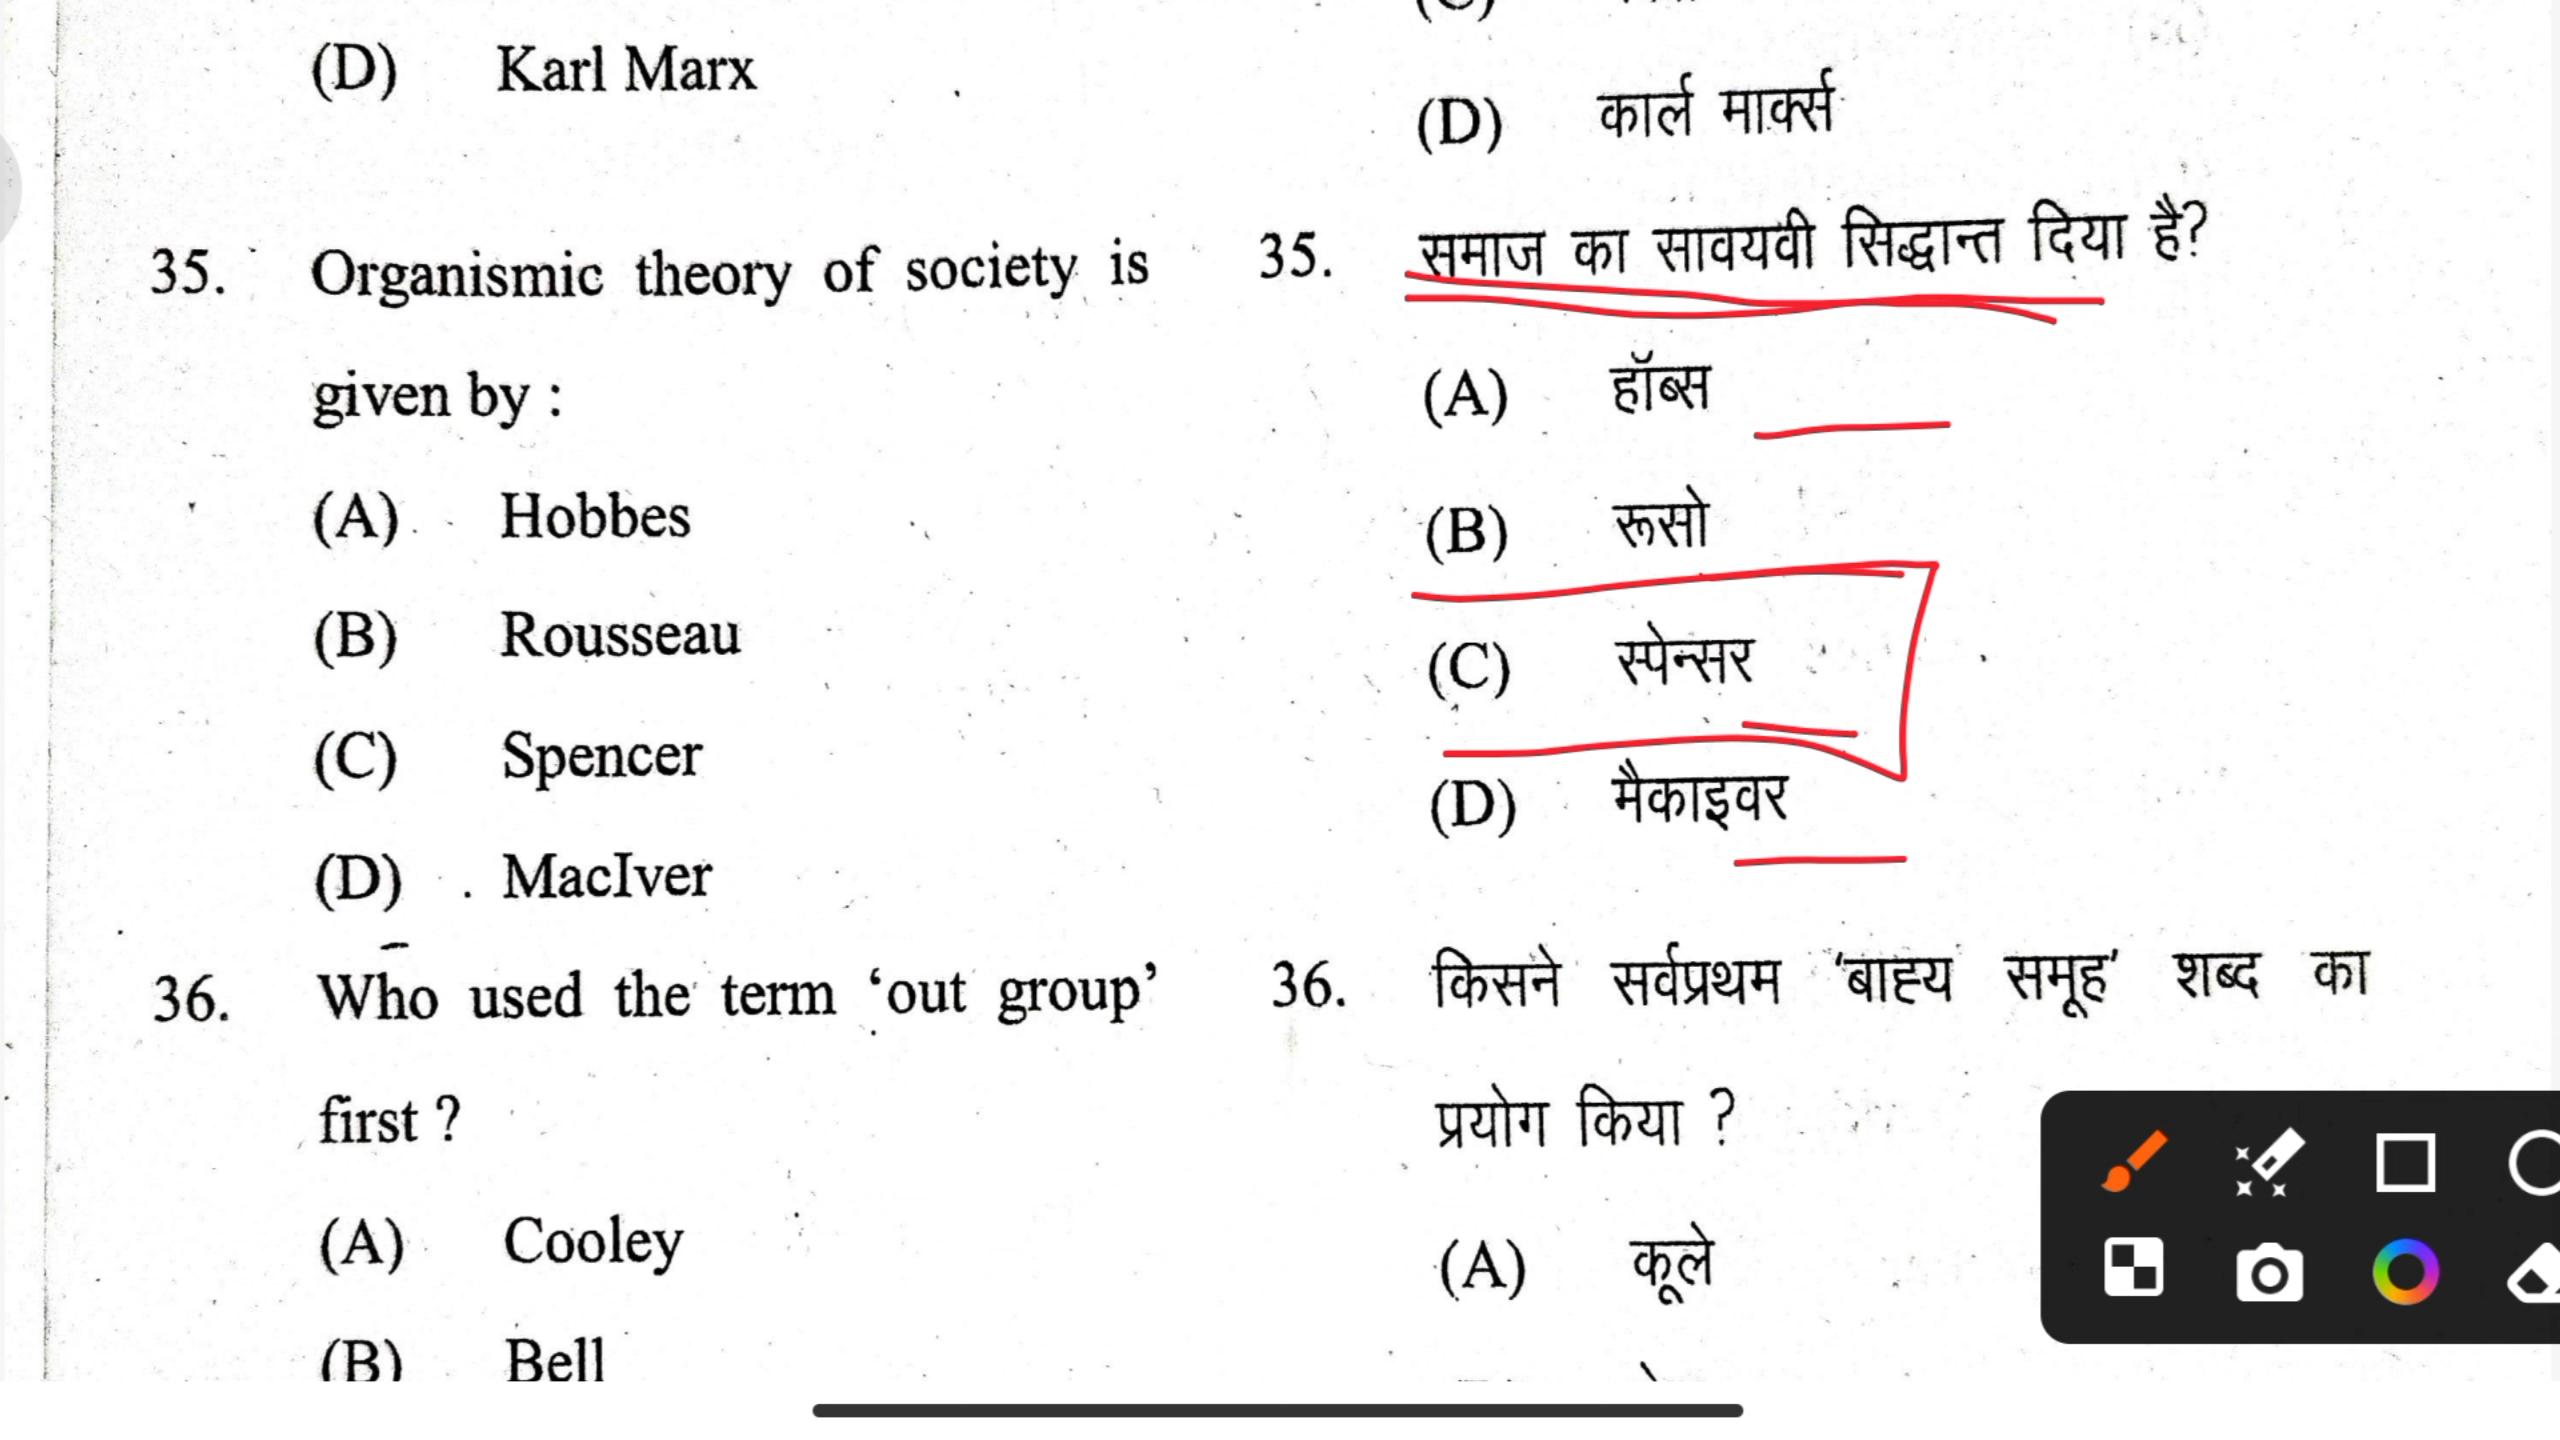 (D) Karl Marx
35. Organismic theory of society is
given by :
(A) Hobbes
(B) Rousseau
(C) Spencer
(D) MacIver
36. Who used the term ‘out group’
first ?
(A) Cooley
(B) Bell
(D) कार्ल मार्क्स
35. समाज का सावयवी सिद्धान्त दिया है?
(A) हॉब्स
(B) रूसो
(C) स्पेन्सर
(D) मैकाइवर
36. किसने सर्वप्रथम ‘बाह्य समूह’ शब्द का
प्रयोग किया ?
(A) कूले